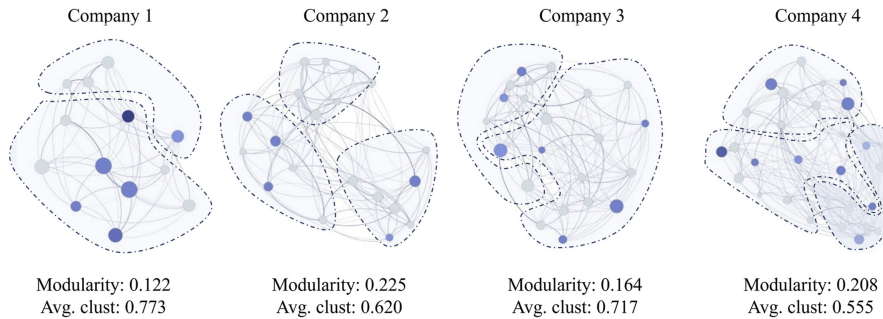 Company 1
Company 2
Company 3
Company 4
Modularity: 0.122
Avg. clust: 0.773
Modularity: 0.225
Avg. clust: 0.620
Modularity: 0.164
Avg. clust: 0.717
Modularity: 0.208
Avg. clust: 0.555